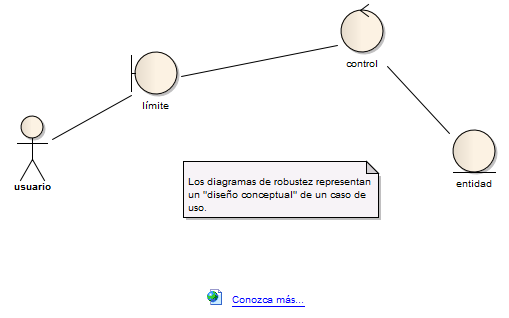 control
límite
entidad
usuario
Los diagramas de robustez representan
un "diseño conceptual" de un caso de
uso.
Conozca más...